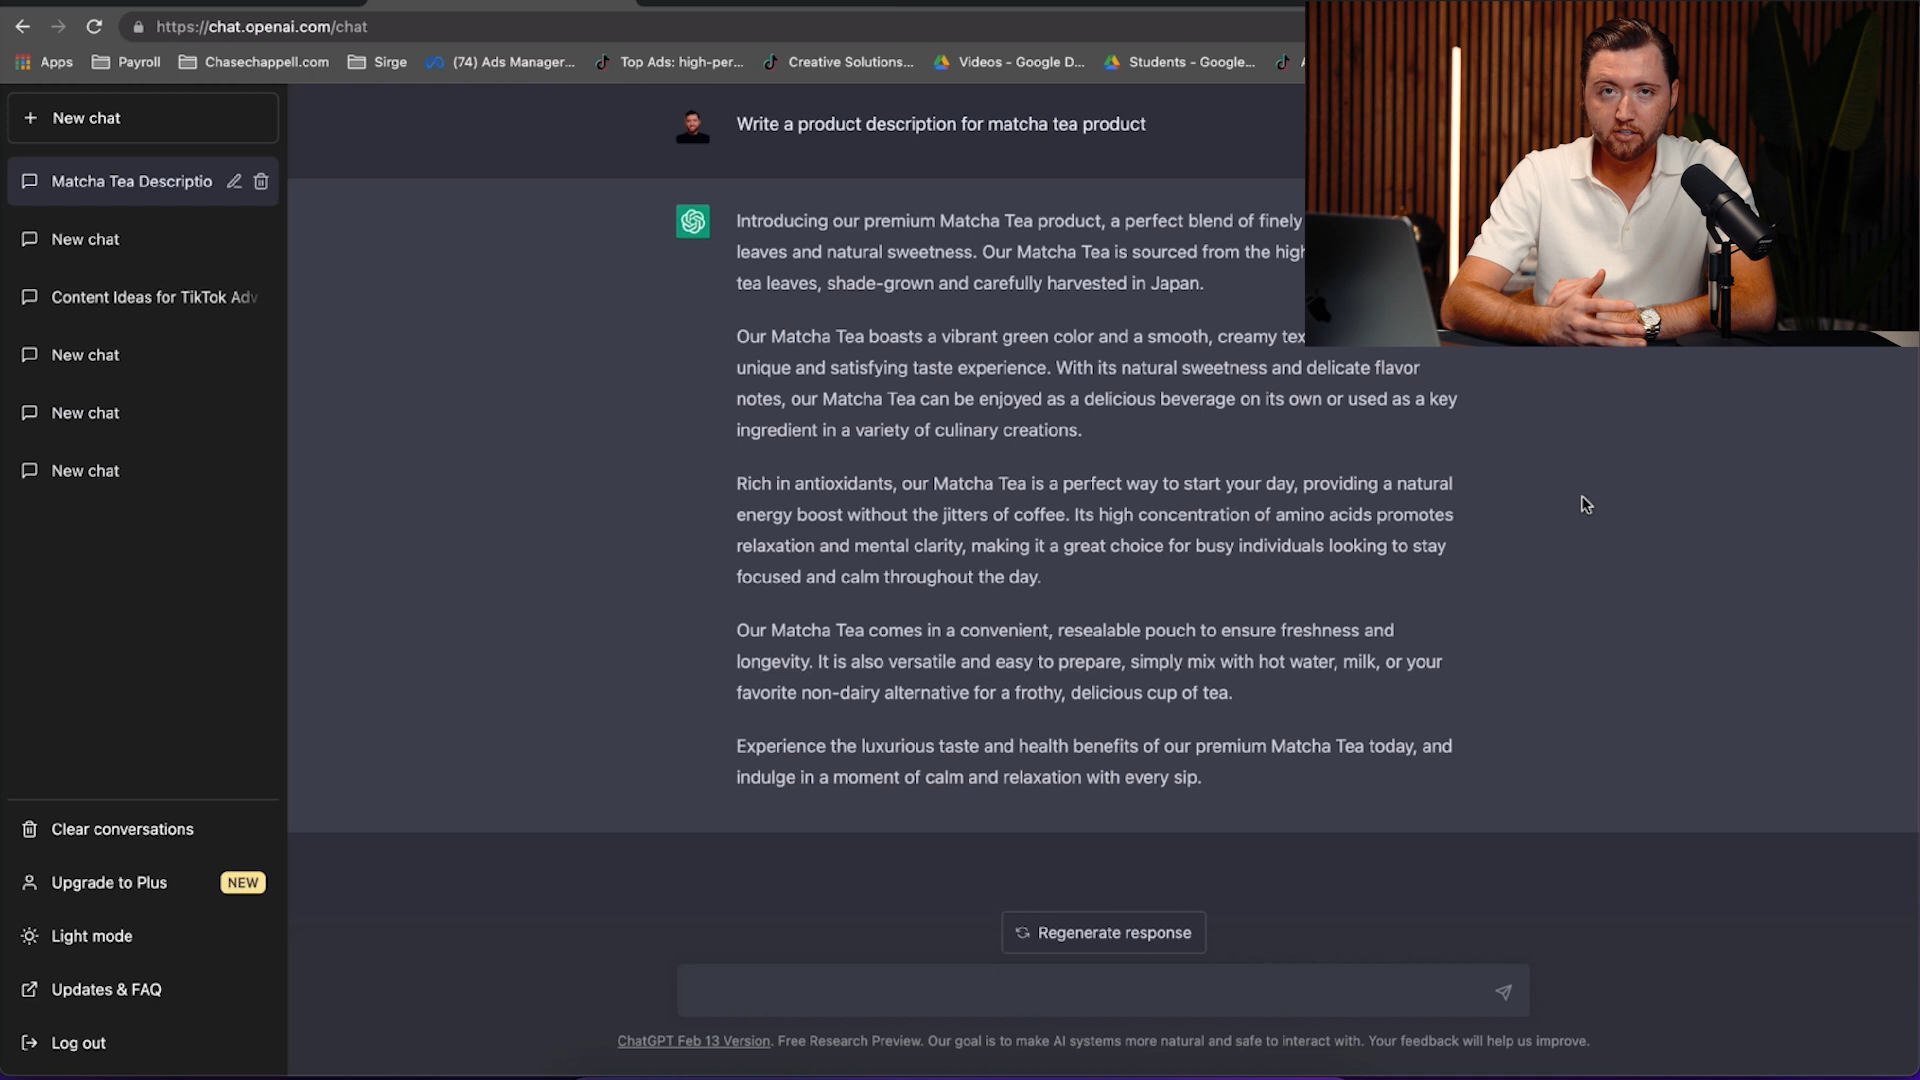 https://chat.openai.com/chat
Apps
Payroll
Chasechappell.com
Sirge
(74) Ads Manager...
Top Ads: high-per...
Creative Solutions...
Videos - Google D...
Students - Google...
New chat
Matcha Tea Descriptio
New chat
Content Ideas for TikTok Adv
New chat
New chat
New chat
Clear conversations
Upgrade to Plus
NEW
Light mode
Updates & FAQ
Log out
Write a product description for matcha tea product
Introducing our premium Matcha Tea product, a perfect blend of finely
leaves and natural sweetness. Our Matcha Tea is sourced from the high
tea leaves, shade-grown and carefully harvested in Japan.
Our Matcha Tea boasts a vibrant green color and a smooth, creamy tex
unique and satisfying taste experience. With its natural sweetness and delicate flavor
notes, our Matcha Tea can be enjoyed as a delicious beverage on its own or used as a key
ingredient in a variety of culinary creations.
Rich in antioxidants, our Matcha Tea is a perfect way to start your day, providing a natural
energy boost without the jitters of coffee. Its high concentration of amino acids promotes
relaxation and mental clarity, making it a great choice for busy individuals looking to stay
focused and calm throughout the day.
Our Matcha Tea comes in a convenient, resealable pouch to ensure freshness and
longevity. It is also versatile and easy to prepare, simply mix with hot water, milk, or your
favorite non-dairy alternative for a frothy, delicious cup of tea.
Experience the luxurious taste and health benefits of our premium Matcha Tea today, and
indulge in a moment of calm and relaxation with every sip.
Regenerate response
ChatGPT Feb 13 Version. Free Research Preview. Our goal is to make AI systems more natural and safe to interact with. Your feedback will help us improve.